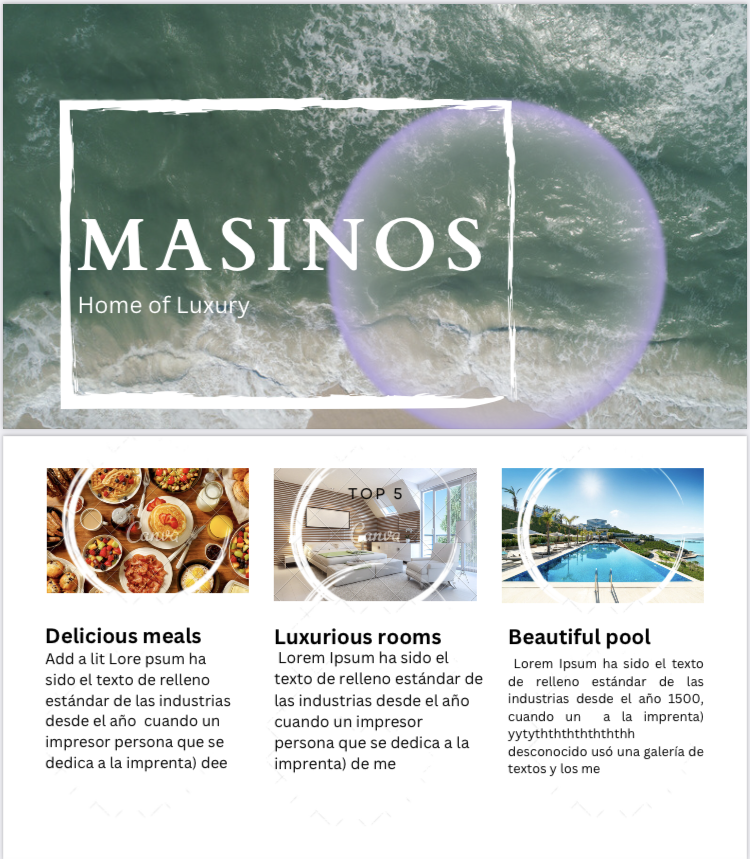 MASINOS
Home of Luxury
Canva
TOP 5
Canva
Delicious meals
Add a lit Lore psum ha
sido el texto de relleno
estándar de las industrias
desde el año cuando un
impresor persona que se
dedica a la imprenta) dee
Luxurious rooms
Lorem Ipsum ha sido el
texto de relleno estándar de
las industrias desde el año
cuando un impresor
persona que se dedica a la
imprenta) de me
Beautiful pool
Lorem Ipsum ha sido el texto
de relleno estándar de las
industrias desde el año 1500,
cuando un a la imprenta)
yytyththththththththh
desconocido usó una galería de
textos y los me